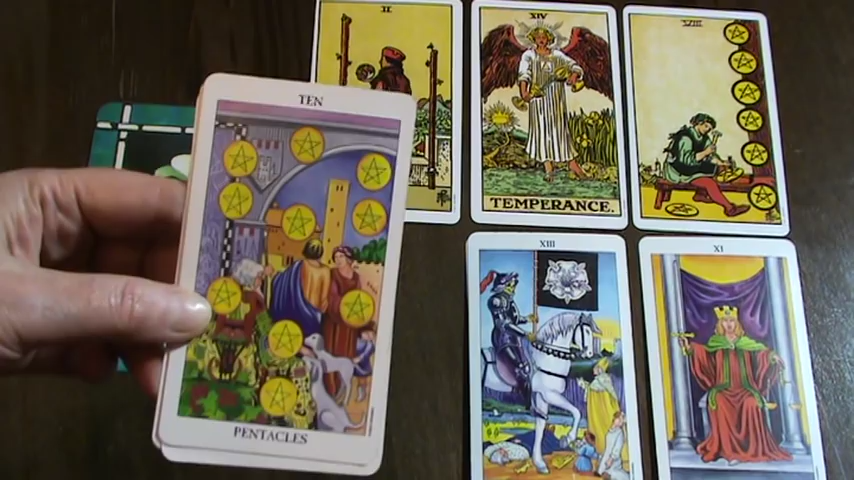 II
XIV
VIII
TEMPERANCE.
TEN
PENTACLES
XIII
XI